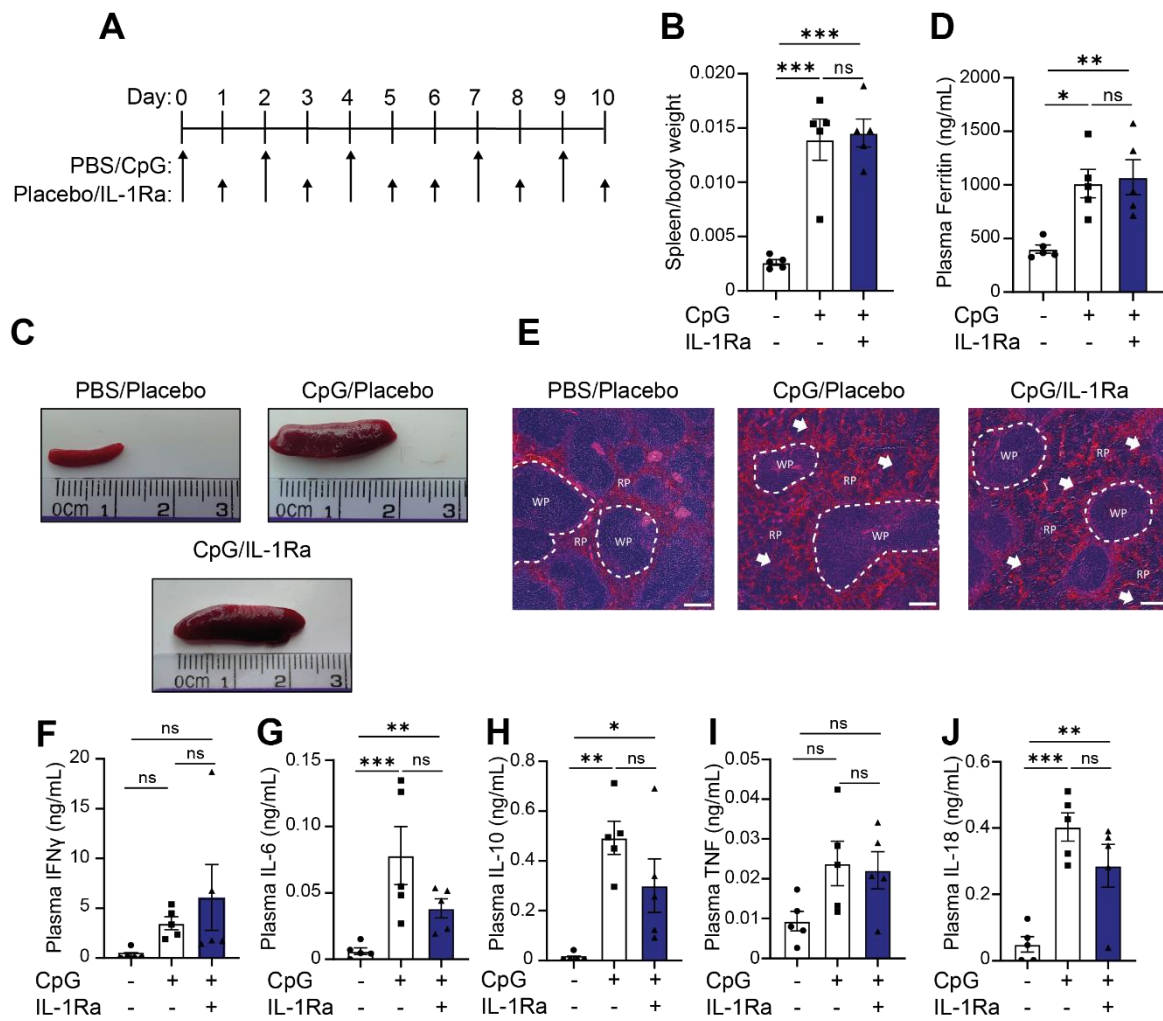 A
Day: 0 1 2 3 4 5 6 7 8 9 10
PBS/CpG:
Placebo/IL-1Ra:
B
*** 
*** ns
Spleen/body weight
0.020
0.015
0.010
0.005
0
CpG - + +
IL-1Ra - - +
D
**
* ns
Plasma Ferritin (ng/mL)
2000
1500
1000
500
0
CpG - + +
IL-1Ra - - +
C
PBS/Placebo
0cm 1 2 3
CpG/Placebo
0cm 1 2 3
CpG/IL-1Ra
0cm 1 2 3
E
PBS/Placebo
WP
RP
RP
WP
CpG/Placebo
RP
WP
RP
WP
RP
CpG/IL-1Ra
WP
RP
RP
WP
RP
F
ns
ns
ns
Plasma IFNγ (ng/mL)
20
15
10
5
0
CpG - + +
IL-1Ra - - +
G
**
*** ns
Plasma IL-6 (ng/mL)
0.15
0.10
0.05
0.00
CpG - + +
IL-1Ra - - +
H
*
** ns
Plasma IL-10 (ng/mL)
0.8
0.6
0.4
0.2
0
CpG - + +
IL-1Ra - - +
I
ns
ns
ns
Plasma TNF (ng/mL)
0.05
0.04
0.03
0.02
0.01
0
CpG - + +
IL-1Ra - - +
J
**
*** ns
Plasma IL-18 (ng/mL)
0.6
0.4
0.2
0.0
CpG - + +
IL-1Ra - - +